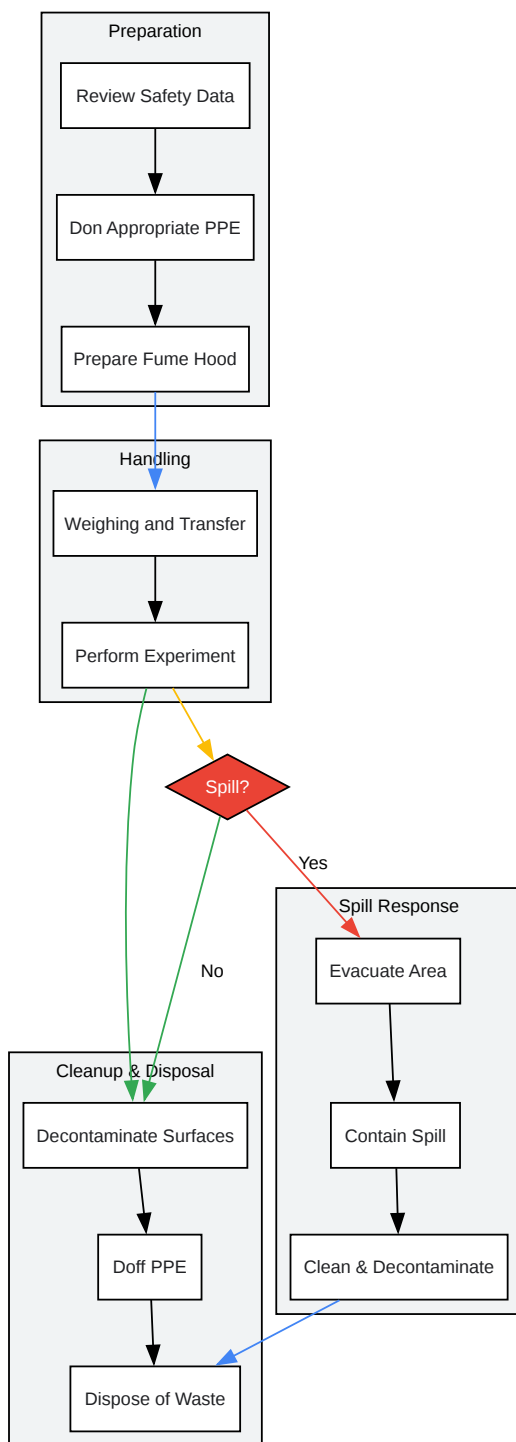 Preparation
Review Safety Data
Don Appropriate PPE
Prepare Fume Hood
Handling
Weighing and Transfer
Perform Experiment
Spill?
Yes
Spill Response
Evacuate Area
No
Cleanup & Disposal
Decontaminate Surfaces
Contain Spill
Doff PPE
Clean & Decontaminate
Dispose of Waste